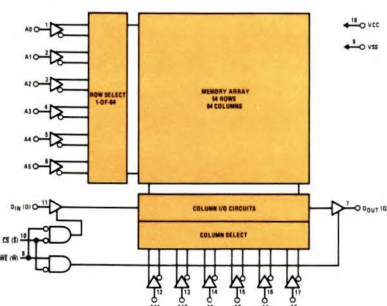 A0 1
A1 2
A2 3
A3 4
A4 5
A5 6
ROW SELECT
1-OF-64
MEMORY ARRAY
64 ROWS
64 COLUMNS
18 VCC
9 VSS
DIN (D) 11
COLUMN I/O CIRCUITS
7 DOUT (Q)
COLUMN SELECT
CS (S) 10
WE (W) 8
12 13 14 15 16 17